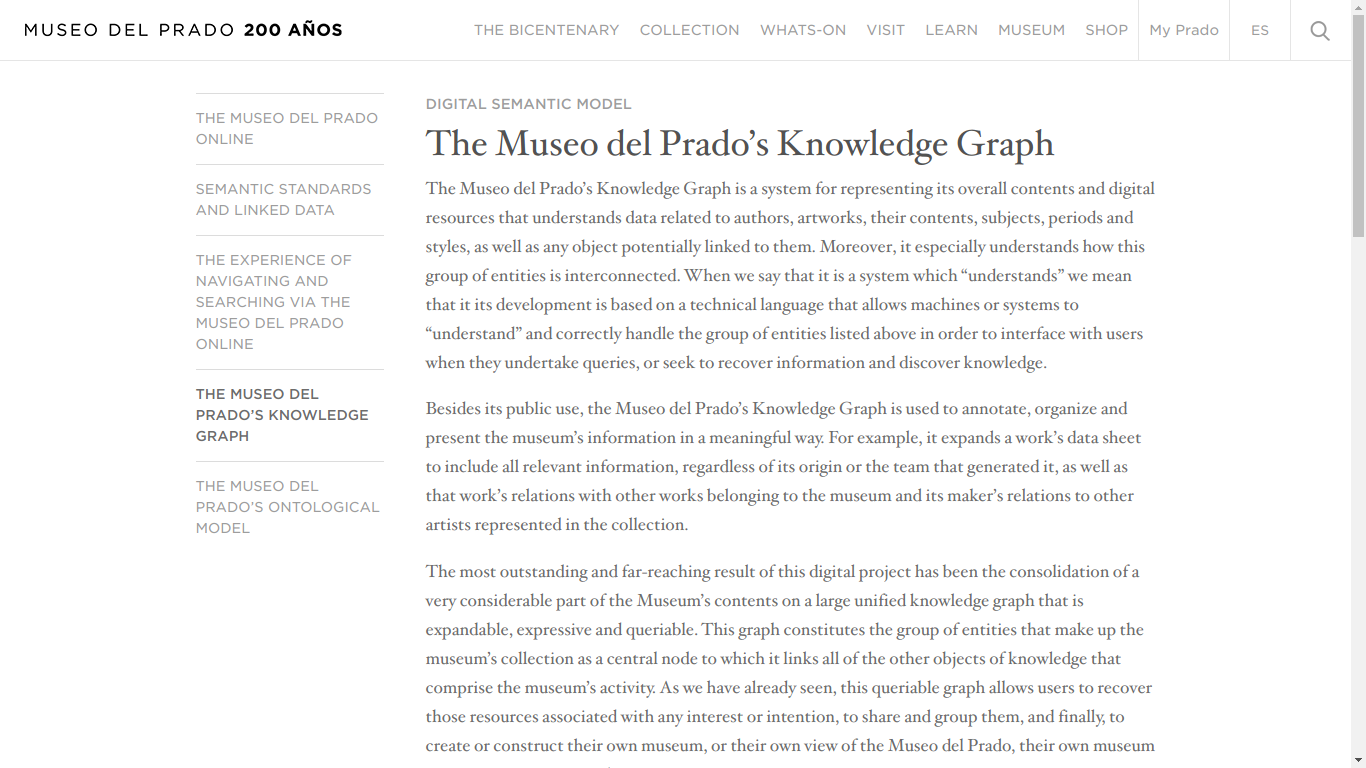 MUSEO DEL PRADO 200 AÑOS
THE BICENTENARY COLLECTION WHATS-ON VISIT LEARN MUSEUM SHOP My Prado ES
THE MUSEO DEL PRADO
ONLINE
SEMANTIC STANDARDS
AND LINKED DATA
THE EXPERIENCE OF
NAVIGATING AND
SEARCHING VIA THE
MUSEO DEL PRADO
ONLINE
THE MUSEO DEL
PRADO’S KNOWLEDGE
GRAPH
THE MUSEO DEL
PRADO’S ONTOLOGICAL
MODEL
DIGITAL SEMANTIC MODEL
The Museo del Prado’s Knowledge Graph
The Museo del Prado’s Knowledge Graph is a system for representing its overall contents and digital
resources that understands data related to authors, artworks, their contents, subjects, periods and
styles, as well as any object potentially linked to them. Moreover, it especially understands how this
group of entities is interconnected. When we say that it is a system which “understands” we mean
that it its development is based on a technical language that allows machines or systems to
“understand” and correctly handle the group of entities listed above in order to interface with users
when they undertake queries, or seek to recover information and discover knowledge.
Besides its public use, the Museo del Prado’s Knowledge Graph is used to annotate, organize and
present the museum’s information in a meaningful way. For example, it expands a work’s data sheet
to include all relevant information, regardless of its origin or the team that generated it, as well as
that work’s relations with other works belonging to the museum and its maker’s relations to other
artists represented in the collection.
The most outstanding and far-reaching result of this digital project has been the consolidation of a
very considerable part of the Museum’s contents on a large unified knowledge graph that is
expandable, expressive and queriable. This graph constitutes the group of entities that make up the
museum’s collection as a central node to which it links all of the other objects of knowledge that
comprise the museum’s activity. As we have already seen, this queriable graph allows users to recover
those resources associated with any interest or intention, to share and group them, and finally, to
create or construct their own museum, or their own view of the Museo del Prado, their own museum